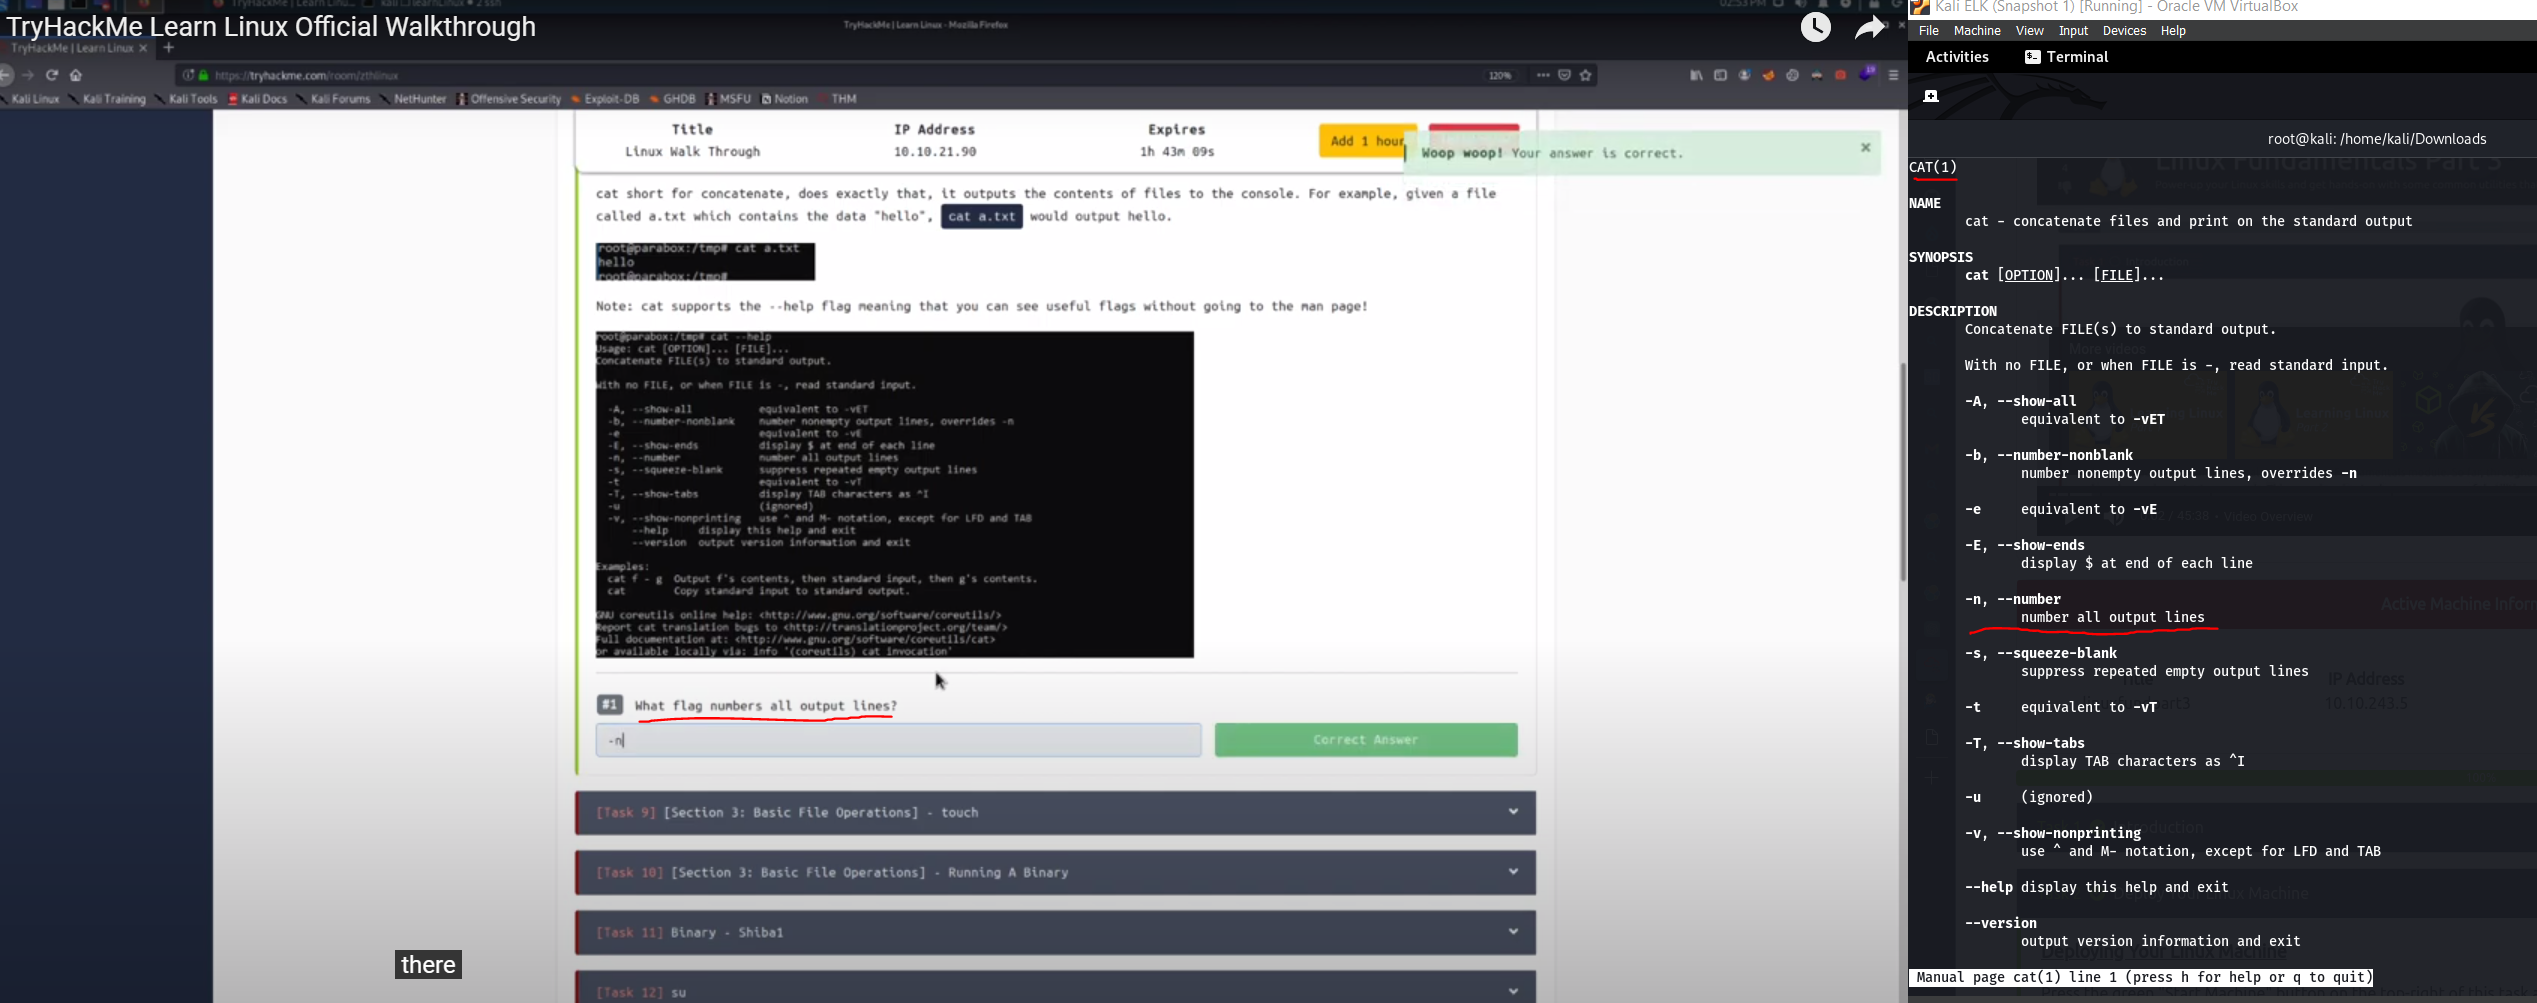 TryHackMe Learn Linux Official Walkthrough
TryHackMe | Learn Linux - Mozilla Firefox
TryHackMe | Learn Linux
https://tryhackme.com/room/zthlinux
120%
Kali Linux Kali Training Kali Tools Kali Docs Kali Forums NetHunter Offensive Security Exploit-DB GHDB MSFU Notion THM
Title IP Address Expires
Linux Walk Through 10.10.21.90 1h 43m 09s
Add 1 hour
Woop woop! Your answer is correct.
cat short for concatenate, does exactly that, it outputs the contents of files to the console. For example, given a file
called a.txt which contains the data "hello", cat a.txt would output hello.
root@parabox:/tmp# cat a.txt
hello
root@parabox:/tmp#
Note: cat supports the --help flag meaning that you can see useful flags without going to the man page!
root@parabox:/tmp# cat --help
Usage: cat [OPTION]... [FILE]...
Concatenate FILE(s) to standard output.
With no FILE, or when FILE is -, read standard input.
-A, --show-all equivalent to -vET
-b, --number-nonblank number nonempty output lines, overrides -n
-e equivalent to -vE
-E, --show-ends display $ at end of each line
-n, --number number all output lines
-s, --squeeze-blank suppress repeated empty output lines
-t equivalent to -vT
-T, --show-tabs display TAB characters as ^I
-u (ignored)
-v, --show-nonprinting use ^ and M- notation, except for LFD and TAB
--help display this help and exit
--version output version information and exit
Examples:
cat f - g Output f's contents, then standard input, then g's contents.
cat Copy standard input to standard output.
GNU coreutils online help: <http://www.gnu.org/software/coreutils/>
Report cat translation bugs to <http://translationproject.org/team/>
Full documentation at: <http://www.gnu.org/software/coreutils/cat>
or available locally via: info '(coreutils) cat invocation'
#1 What flag numbers all output lines?
-n
Correct Answer
[Task 9] [Section 3: Basic File Operations] - touch
[Task 10] [Section 3: Basic File Operations] - Running A Binary
[Task 11] Binary - Shiba1
[Task 12] su
there
Kali ELK (Snapshot 1) [Running] - Oracle VM VirtualBox
File Machine View Input Devices Help
Activities Terminal
root@kali: /home/kali/Downloads
CAT(1)
NAME
cat - concatenate files and print on the standard output
SYNOPSIS
cat [OPTION]... [FILE]...
DESCRIPTION
Concatenate FILE(s) to standard output.
With no FILE, or when FILE is -, read standard input.
-A, --show-all
equivalent to -vET
-b, --number-nonblank
number nonempty output lines, overrides -n
-e equivalent to -vE
-E, --show-ends
display $ at end of each line
-n, --number
number all output lines
-s, --squeeze-blank
suppress repeated empty output lines
-t equivalent to -vT
-T, --show-tabs
display TAB characters as ^I
-u (ignored)
-v, --show-nonprinting
use ^ and M- notation, except for LFD and TAB
--help display this help and exit
--version
output version information and exit
Manual page cat(1) line 1 (press h for help or q to quit)